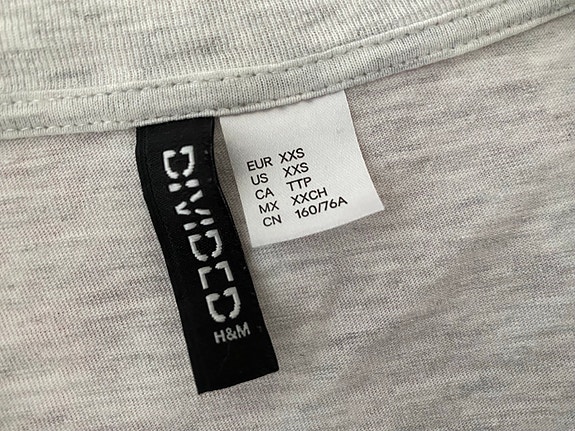 DIVIDED
H&M
EUR XXS
US XXS
CA TTP
MX XXCH
CN 160/76A